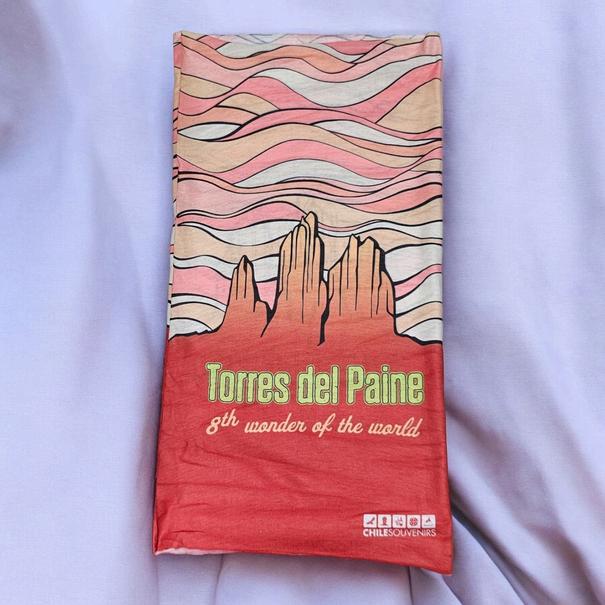 Torres del Paine
8th wonder of the world
CHILESOUVENIRS